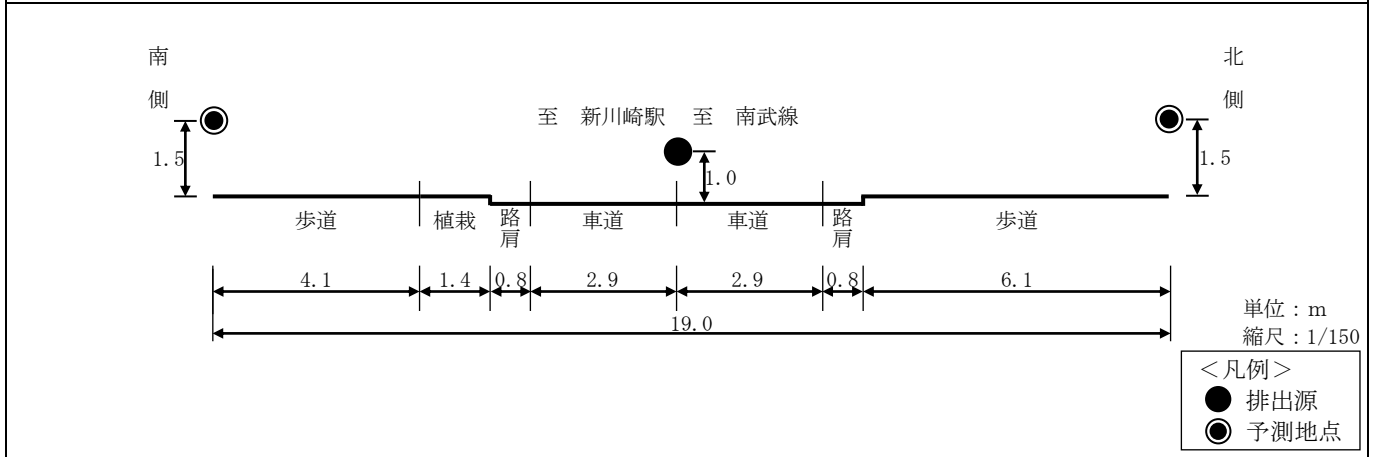 南側
北側
至 新川崎駅 至 南武線
1.5
1.0
1.5
歩道 植栽 路肩 車道 車道 路肩 歩道
4.1 1.4 0.8 2.9 2.9 0.8 6.1
19.0
単位：m
縮尺：1/150
＜凡例＞
排出源
予測地点